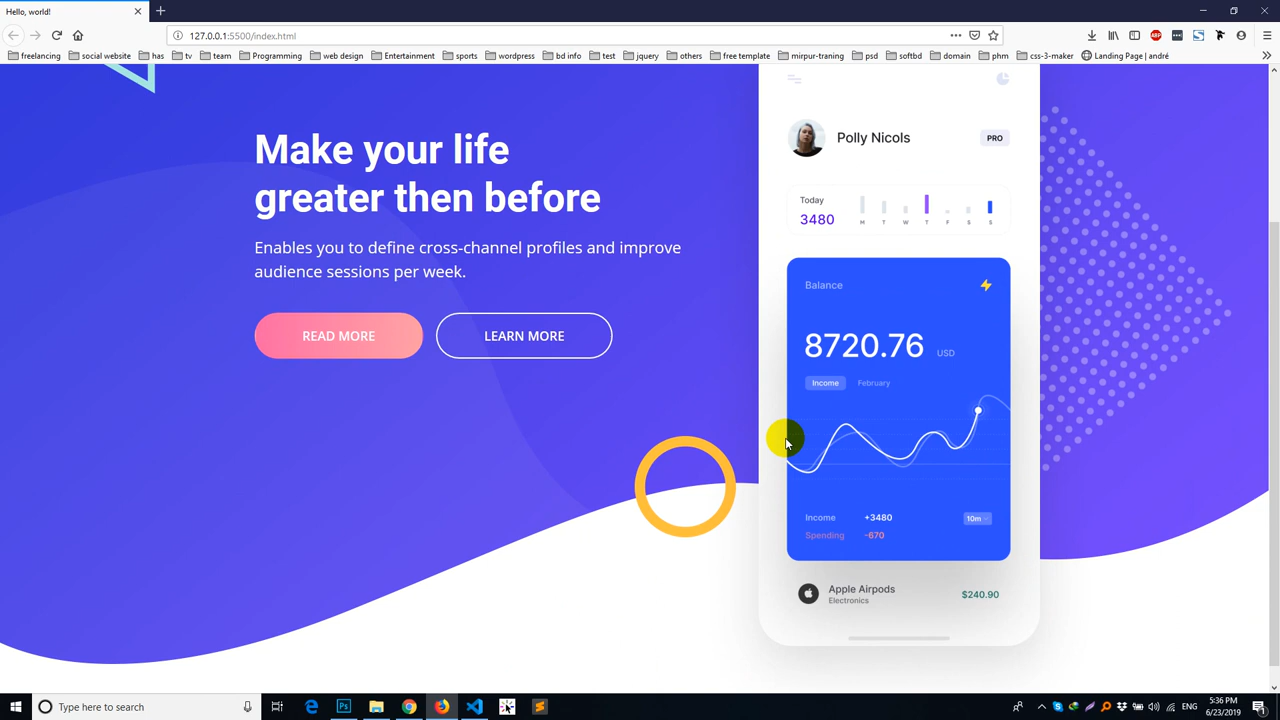 Hello, world!
127.0.0.1:5500/index.html
freelancing social website has tv team Programming web design Entertainment sports wordpress bd info test jquery others free template mirpur-traning psd softbd domain phm css-3-maker Landing Page | andré
ABP
Make your life
greater then before
Enables you to define cross-channel profiles and improve
audience sessions per week.
READ MORE LEARN MORE
Polly Nicols PRO
Today
3480
M T W T F S S
Balance
8720.76 USD
Income February
Income +3480 10m
Spending -670
Apple Airpods
Electronics
$240.90
Type here to search
Ps
ENG
5:36 PM
6/23/2019
1